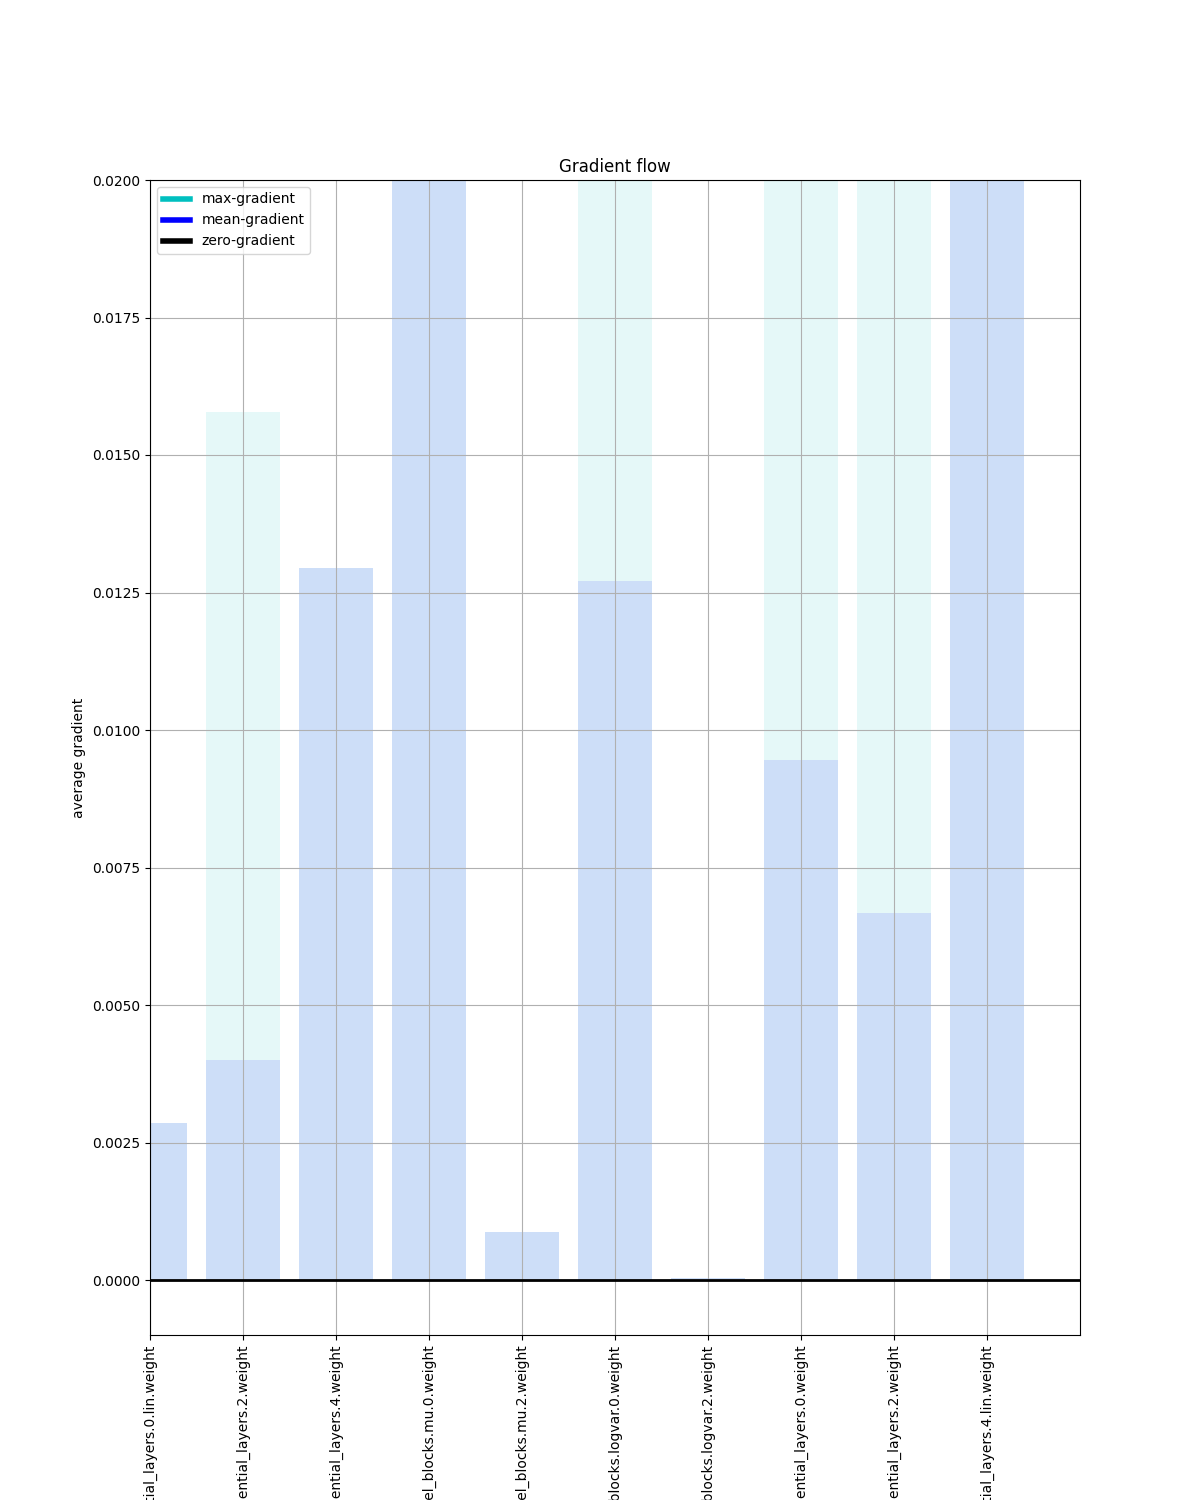 Gradient flow
max-gradient
mean-gradient
zero-gradient
0.0200
0.0175
0.0150
0.0125
0.0100
0.0075
0.0050
0.0025
0.0000
average gradient
tial_layers.0.lin.weight
ential_layers.2.weight
ential_layers.4.weight
el_blocks.mu.0.weight
el_blocks.mu.2.weight
blocks.logvar.0.weight
blocks.logvar.2.weight
ential_layers.0.weight
ential_layers.2.weight
tial_layers.4.lin.weight